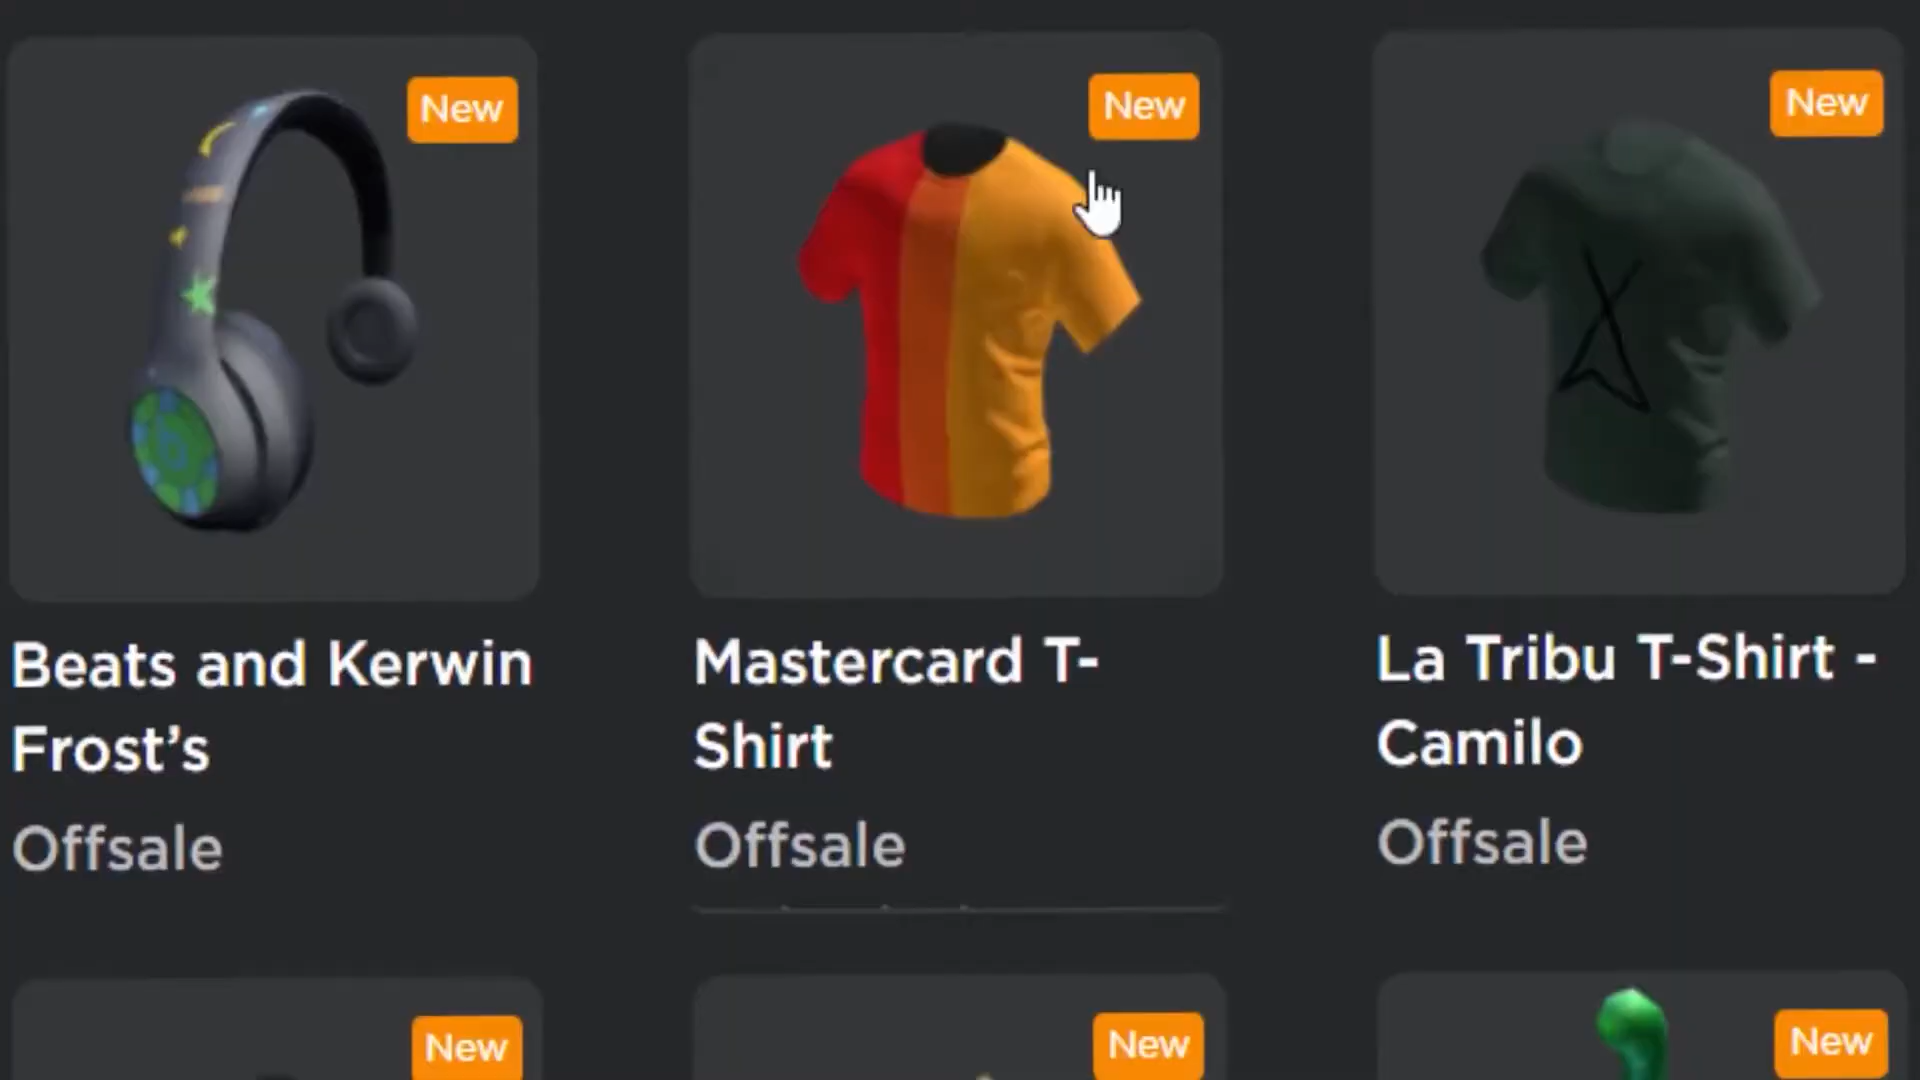 New
New
New
Beats and Kerwin
Frost's
Offsale
Mastercard T-
Shirt
Offsale
La Tribu T-Shirt -
Camilo
Offsale
New
New
New